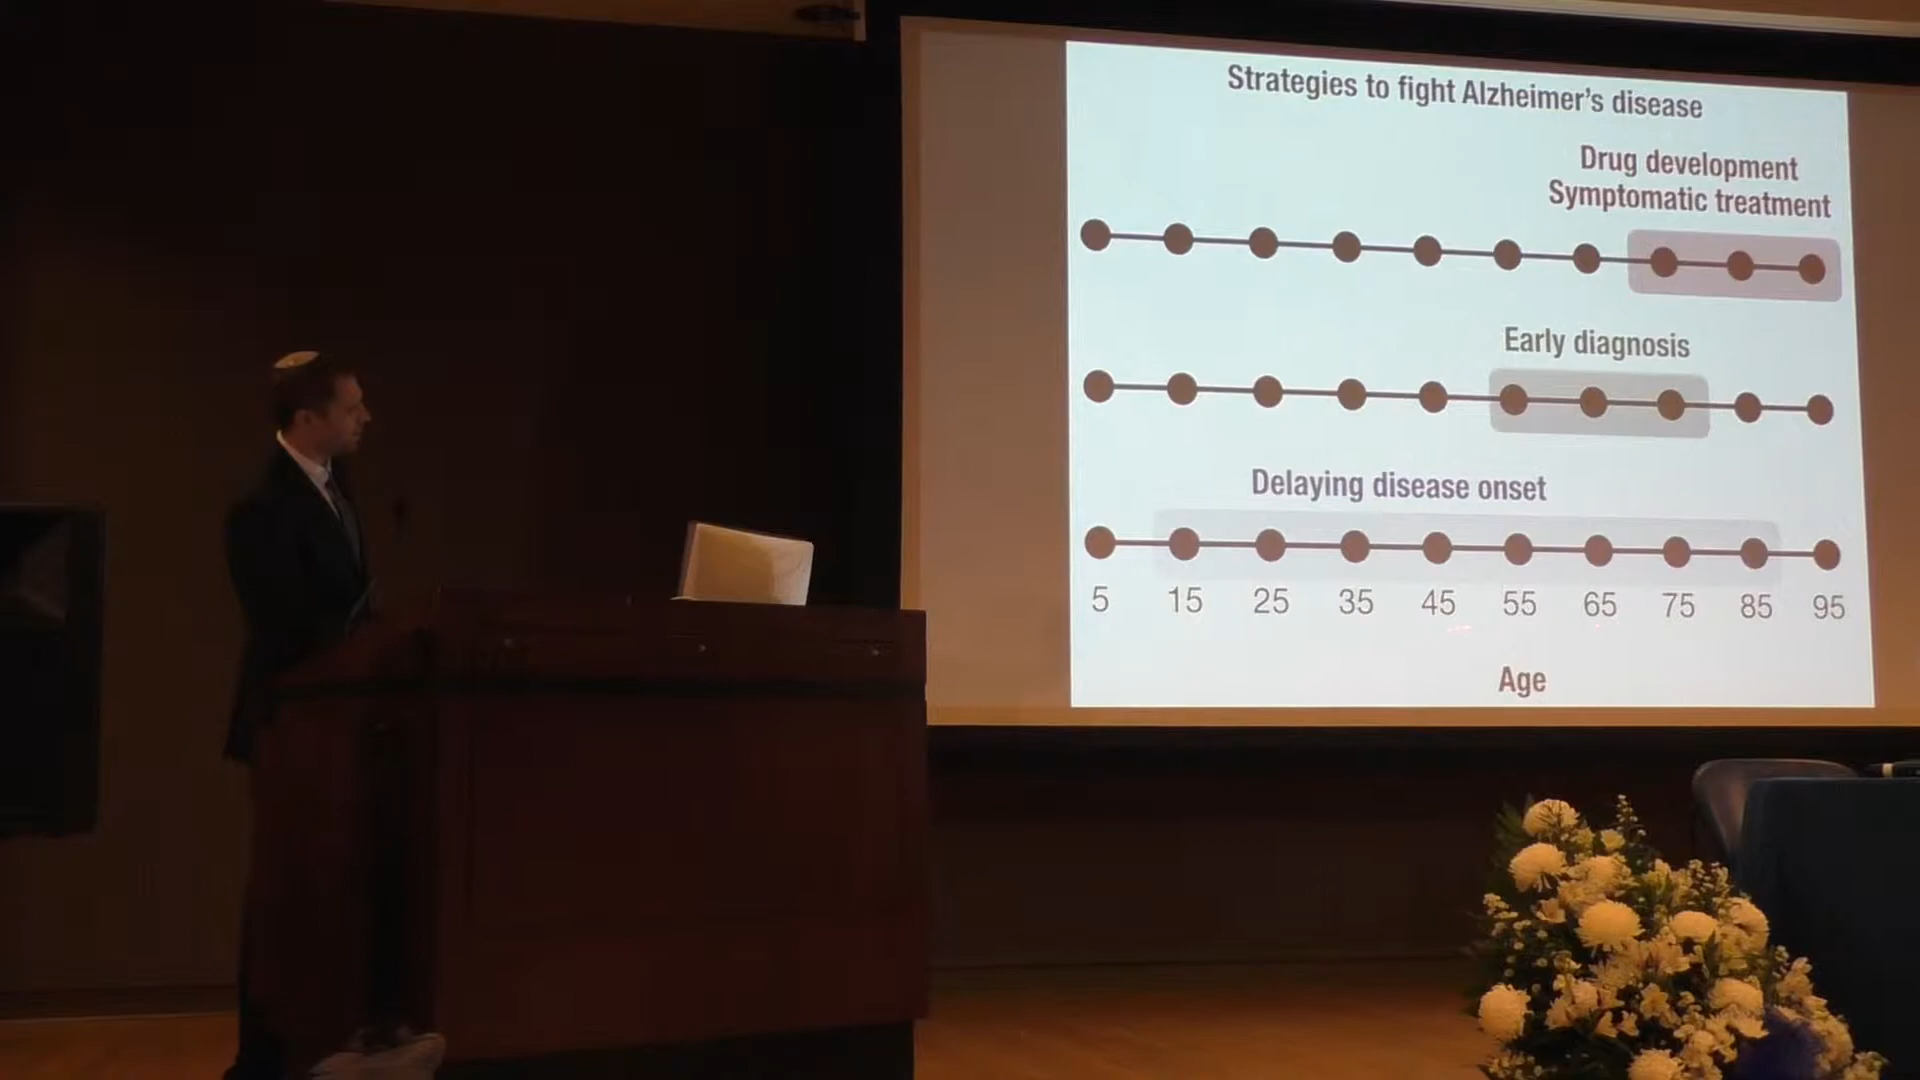 Strategies to fight Alzheimer's disease
Drug development
Symptomatic treatment
Early diagnosis
Delaying disease onset
5 15 25 35 45 55 65 75 85 95
Age